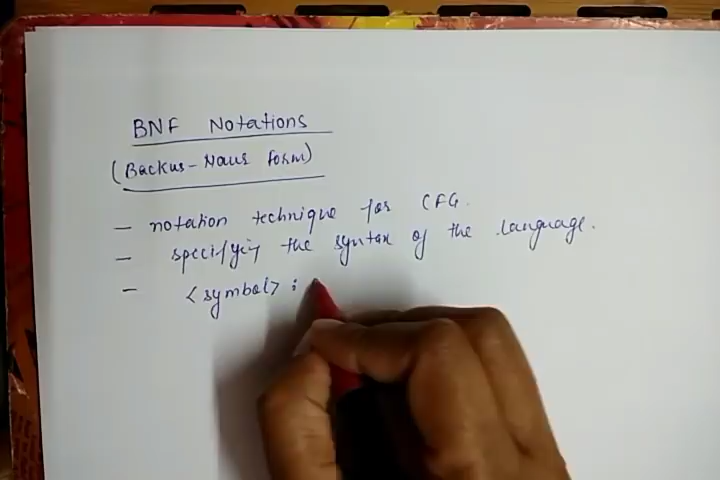 BNF Notations
(Backus-Naur form)
- notation technique for CFG.
- specifying the syntax of the language.
- <symbol> :